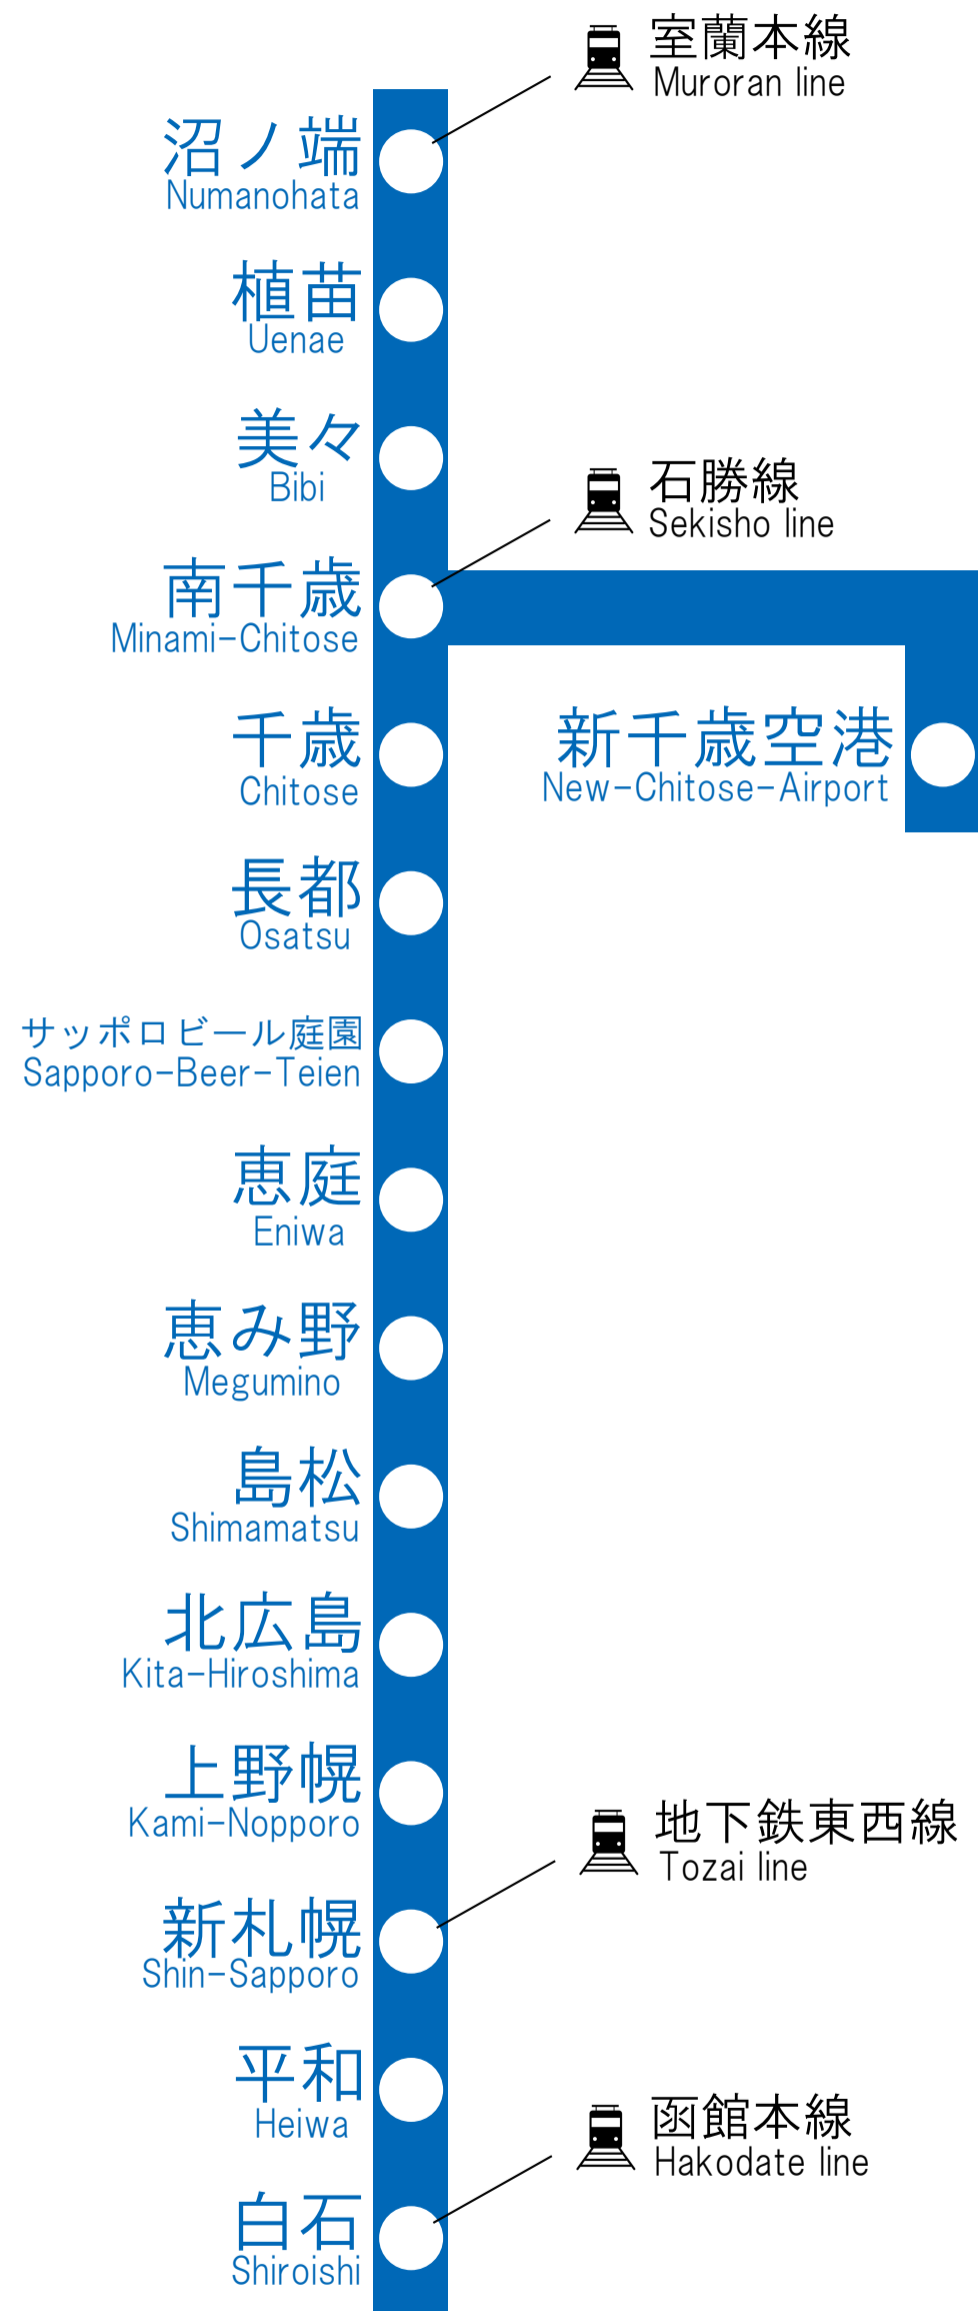 室蘭本線
Muroran line
沼ノ端
Numanohata
植苗
Uenae
美々
Bibi
石勝線
Sekisho line
南千歳
Minami-Chitose
千歳
Chitose
新千歳空港
New-Chitose-Airport
長都
Osatsu
サッポロビール庭園
Sapporo-Beer-Teien
恵庭
Eniwa
恵み野
Megumino
島松
Shimamatsu
北広島
Kita-Hiroshima
上野幌
Kami-Nopporo
地下鉄東西線
Tozai line
新札幌
Shin-Sapporo
平和
Heiwa
函館本線
Hakodate line
白石
Shiroishi